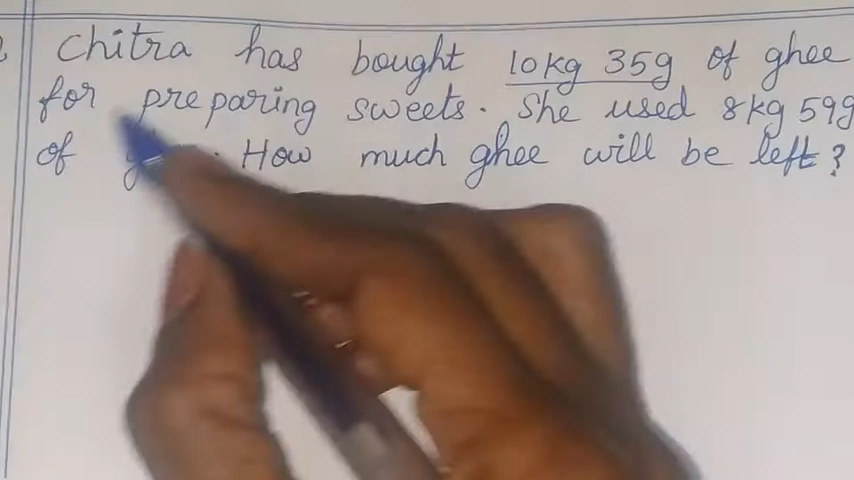 Chitra has bought 10kg 35g of ghee
for preparing sweets. She used 8kg 59g
of How much ghee will be left?